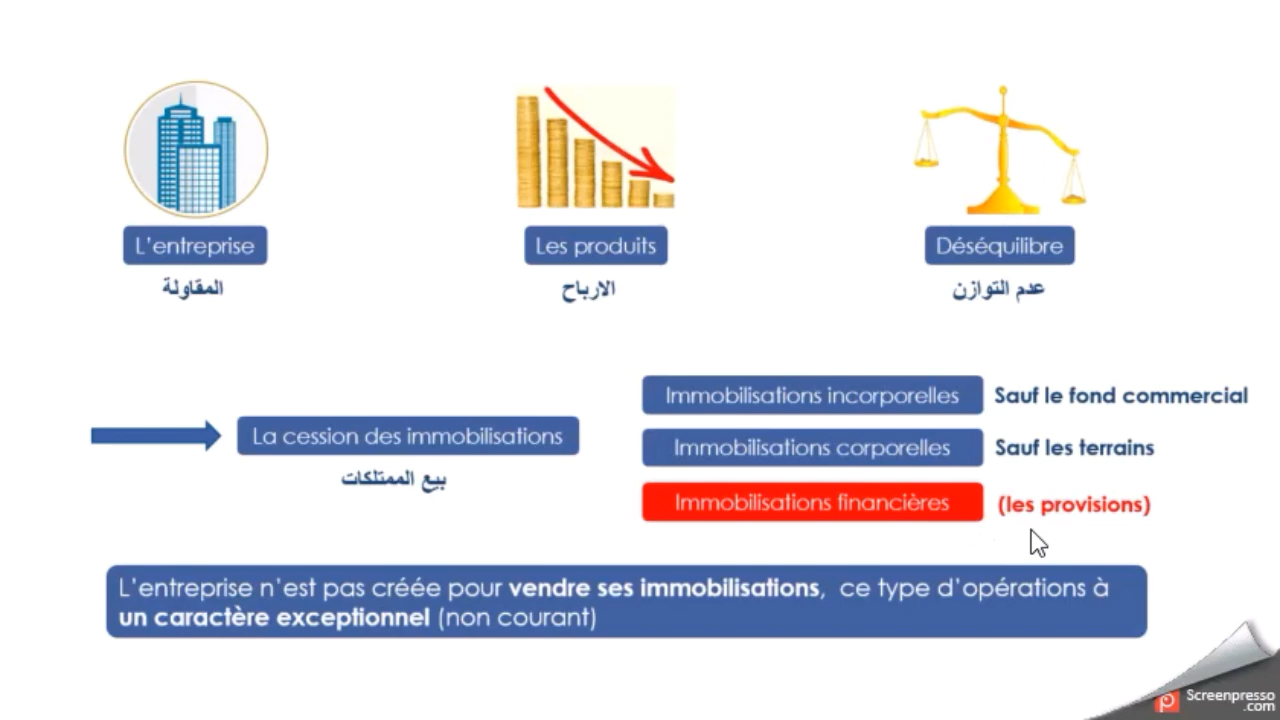 L'entreprise
المقاولة
Les produits
الارباح
Déséquilibre
عدم التوازن
La cession des immobilisations
بيع الممتلكات
Immobilisations incorporelles Sauf le fond commercial
Immobilisations corporelles Sauf les terrains
Immobilisations financières (les provisions)
L'entreprise n'est pas créée pour vendre ses immobilisations, ce type d'opérations à
un caractère exceptionnel (non courant)
Screenpresso
.com